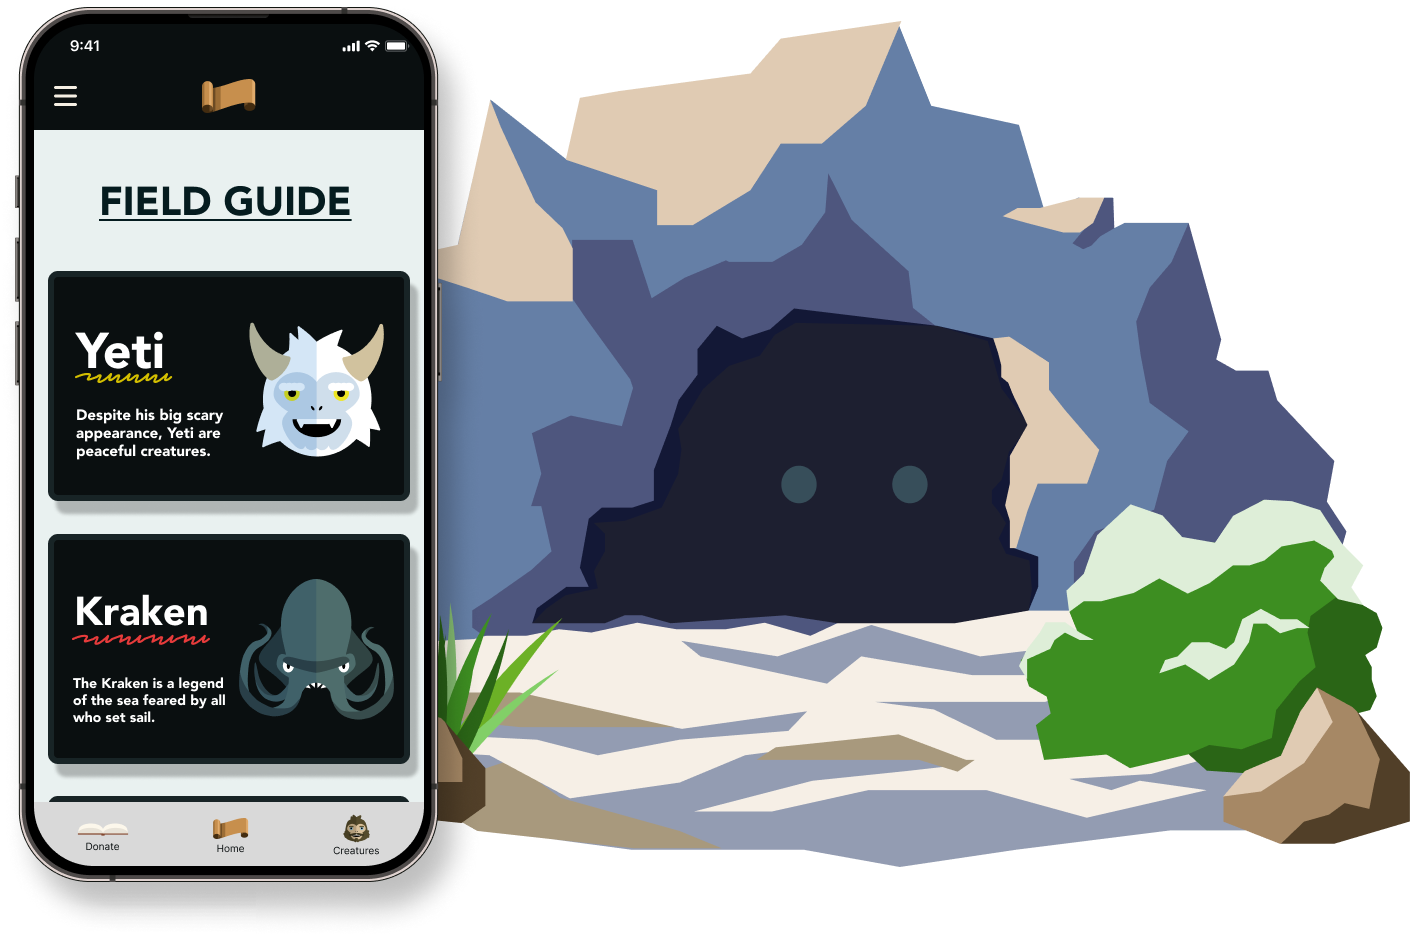 9:41
FIELD GUIDE
Yeti
Despite his big scary
appearance, Yeti are
peaceful creatures.
Kraken
The Kraken is a legend
of the sea feared by all
who set sail.
Donate
Home
Creatures